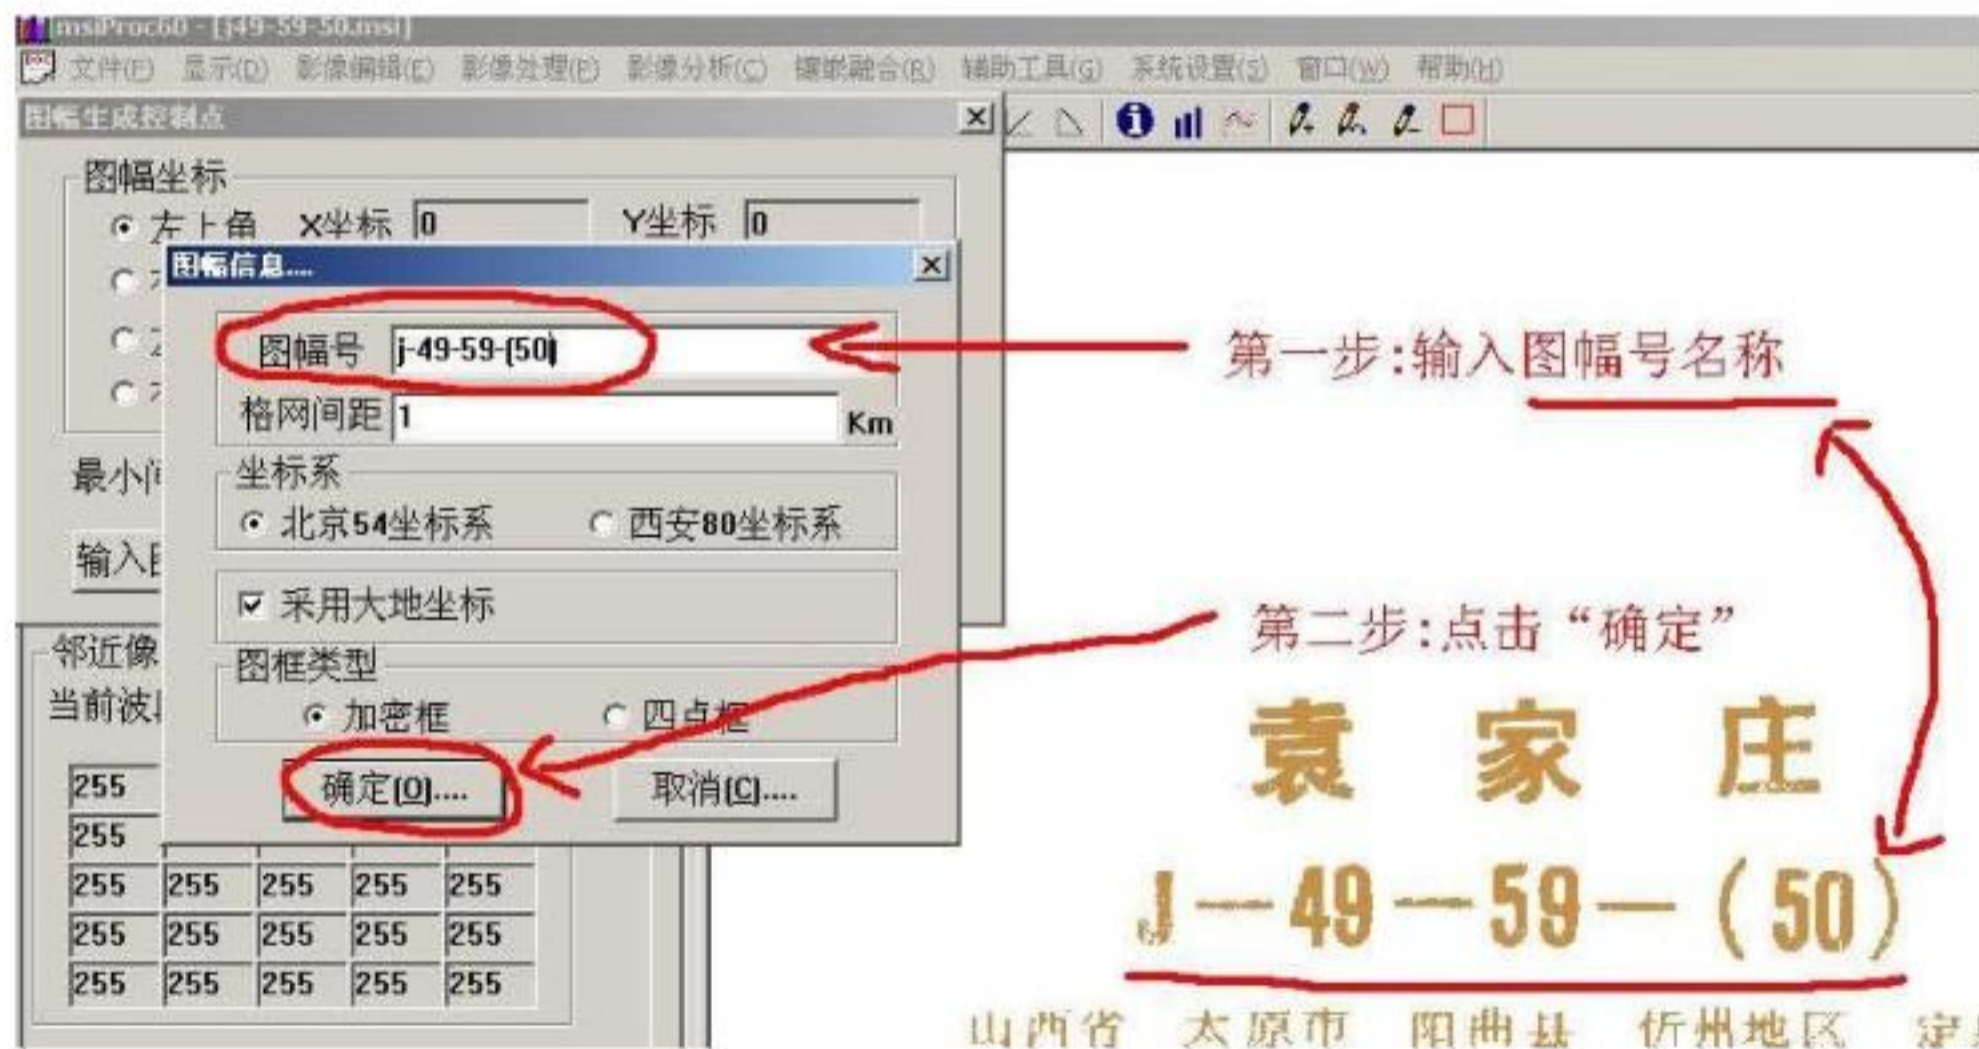 msiProc60 - [j49-59-50.msi]
文件(F) 显示(D) 影像编辑(E) 影像处理(P) 影像分析(C) 镶嵌融合(R) 辅助工具(G) 系统设置(S) 窗口(W) 帮助(H)
图幅生成控制点
图幅坐标
左上角 X坐标 0 Y坐标 0
图幅信息....
图幅号 j-49-59-(50)
第一步:输入图幅号名称
格网间距 1 Km
最小
坐标系
北京54坐标系 西安80坐标系
输入
采用大地坐标
第二步:点击“确定”
邻近像
图框类型
当前波
加密框 四点框
袁家庄
确定(O).... 取消(C)....
255
255
J—49—59—(50)
255 255 255 255 255
255 255 255 255 255
255 255 255 255 255
山西省 太原市 阳曲县 忻州地区 定